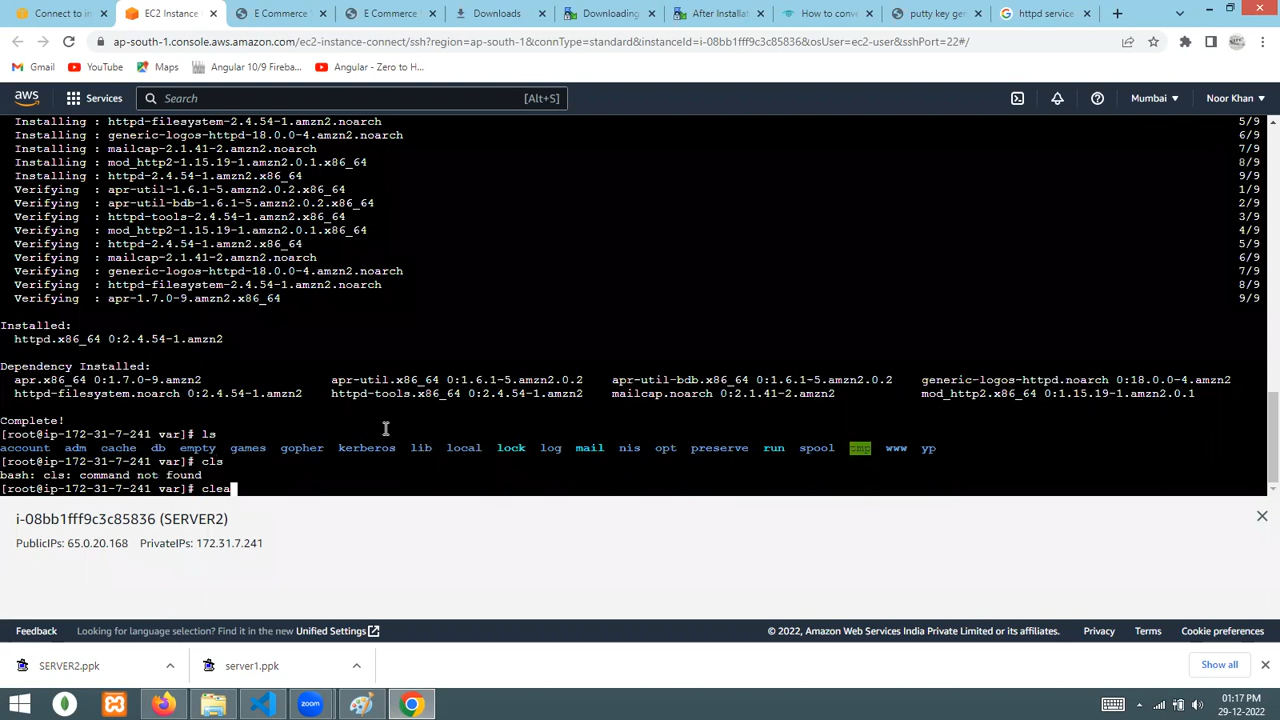 Connect to in
EC2 Instance
E Commerce
E Commerce
Downloads
Downloading
After Installat
How to conve
putty key gen
httpd service
ap-south-1.console.aws.amazon.com/ec2-instance-connect/ssh?region=ap-south-1&connType=standard&instanceId=i-08bb1fff9c3c85836&osUser=ec2-user&sshPort=22#/
Gmail YouTube Maps Angular 10/9 Fireba... Angular - Zero to H...
aws Services Search [Alt+S] Mumbai Noor Khan
Installing : httpd-filesystem-2.4.54-1.amzn2.noarch 5/9
Installing : generic-logos-httpd-18.0.0-4.amzn2.noarch 6/9
Installing : mailcap-2.1.41-2.amzn2.noarch 7/9
Installing : mod_http2-1.15.19-1.amzn2.0.1.x86_64 8/9
Installing : httpd-2.4.54-1.amzn2.x86_64 9/9
Verifying : apr-util-1.6.1-5.amzn2.0.2.x86_64 1/9
Verifying : apr-util-bdb-1.6.1-5.amzn2.0.2.x86_64 2/9
Verifying : httpd-tools-2.4.54-1.amzn2.x86_64 3/9
Verifying : mod_http2-1.15.19-1.amzn2.0.1.x86_64 4/9
Verifying : httpd-2.4.54-1.amzn2.x86_64 5/9
Verifying : mailcap-2.1.41-2.amzn2.noarch 6/9
Verifying : generic-logos-httpd-18.0.0-4.amzn2.noarch 7/9
Verifying : httpd-filesystem-2.4.54-1.amzn2.noarch 8/9
Verifying : apr-1.7.0-9.amzn2.x86_64 9/9
Installed:
httpd.x86_64 0:2.4.54-1.amzn2
Dependency Installed:
apr.x86_64 0:1.7.0-9.amzn2 apr-util.x86_64 0:1.6.1-5.amzn2.0.2 apr-util-bdb.x86_64 0:1.6.1-5.amzn2.0.2 generic-logos-httpd.noarch 0:18.0.0-4.amzn2
httpd-filesystem.noarch 0:2.4.54-1.amzn2 httpd-tools.x86_64 0:2.4.54-1.amzn2 mailcap.noarch 0:2.1.41-2.amzn2 mod_http2.x86_64 0:1.15.19-1.amzn2.0.1
Complete!
[root@ip-172-31-7-241 var]# ls
account adm cache db empty games gopher kerberos lib local lock log mail nis opt preserve run spool tmp www yp
[root@ip-172-31-7-241 var]# cls
bash: cls: command not found
[root@ip-172-31-7-241 var]# clea
i-08bb1fff9c3c85836 (SERVER2)
PublicIPs: 65.0.20.168 PrivateIPs: 172.31.7.241
Feedback Looking for language selection? Find it in the new Unified Settings © 2022, Amazon Web Services India Private Limited or its affiliates. Privacy Terms Cookie preferences
SERVER2.ppk server1.ppk Show all
zoom
01:17 PM
29-12-2022